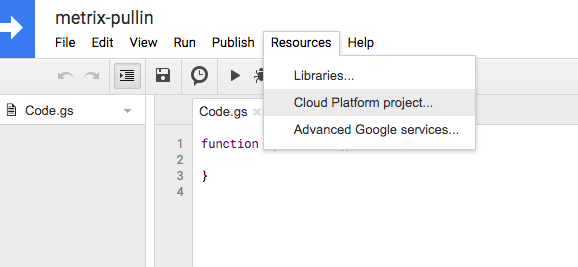 metrix-pullin
File Edit View Run Publish Resources Help
Libraries...
Cloud Platform project...
Advanced Google services...
Code.gs
Code.gs
1 function
2
3 }
4